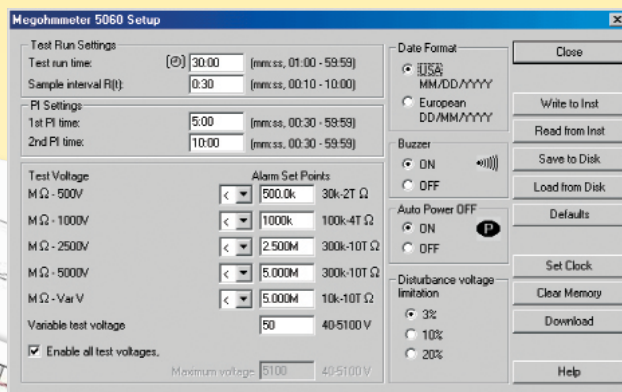 Megohmmeter 5060 Setup
Test Run Settings
Test run time: 30:00 (mm:ss, 01:00 - 59:59)
Sample interval R(t): 0:30 (mm:ss, 00:10 - 10:00)
PI Settings
1st PI time: 5:00 (mm:ss, 00:30 - 59:59)
2nd PI time: 10:00 (mm:ss, 00:30 - 59:59)
Test Voltage Alarm Set Points
MΩ - 500V < 500.0k 30k-2T Ω
MΩ - 1000V < 1000k 100k-4T Ω
MΩ - 2500V < 2.500M 300k-10T Ω
MΩ - 5000V < 5.000M 300k-10T Ω
MΩ - Var V < 5.000M 10k-10T Ω
Variable test voltage 50 40-5100 V
Enable all test voltages,
Maximum voltage 5100 40-5100 V
Date Format
USA
MM/DD/YYYY
European
DD/MM/YYYY
Buzzer
ON
OFF
Auto Power OFF
ON P
OFF
Disturbance voltage
limitation
3%
10%
20%
Close
Write to Inst
Read from Inst
Save to Disk
Load from Disk
Defaults
Set Clock
Clear Memory
Download
Help